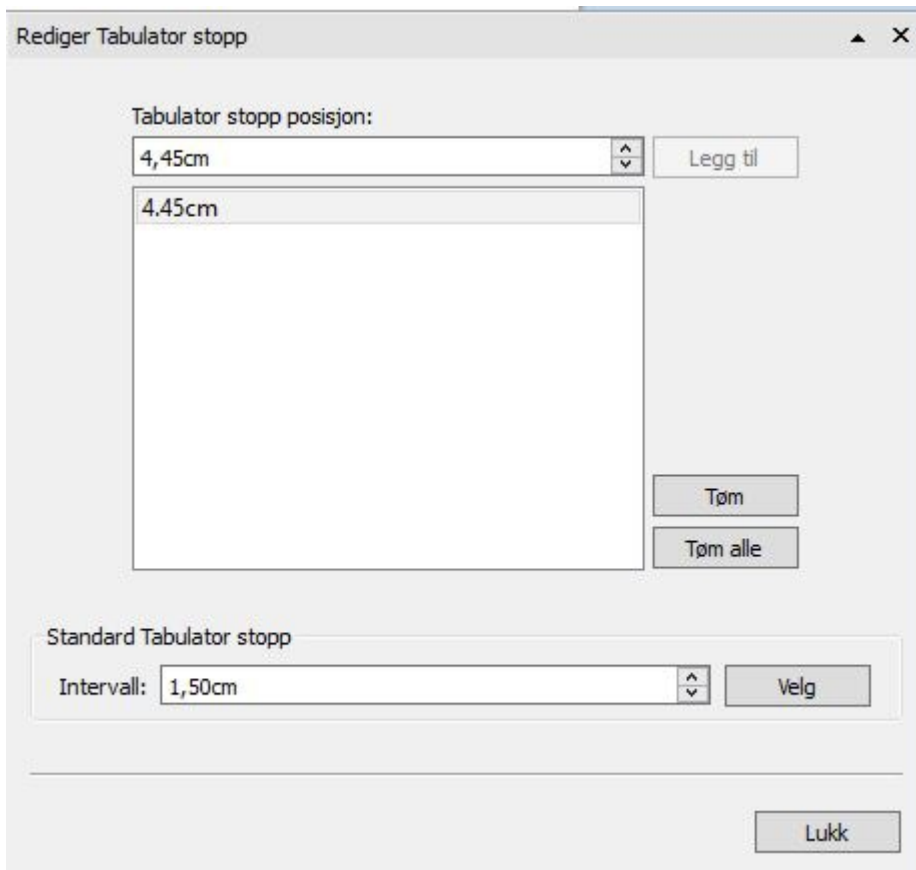 Rediger Tabulator stopp
Tabulator stopp posisjon:
4,45cm
Legg til
4.45cm
Tøm
Tøm alle
Standard Tabulator stopp
Intervall: 1,50cm
Velg
Lukk